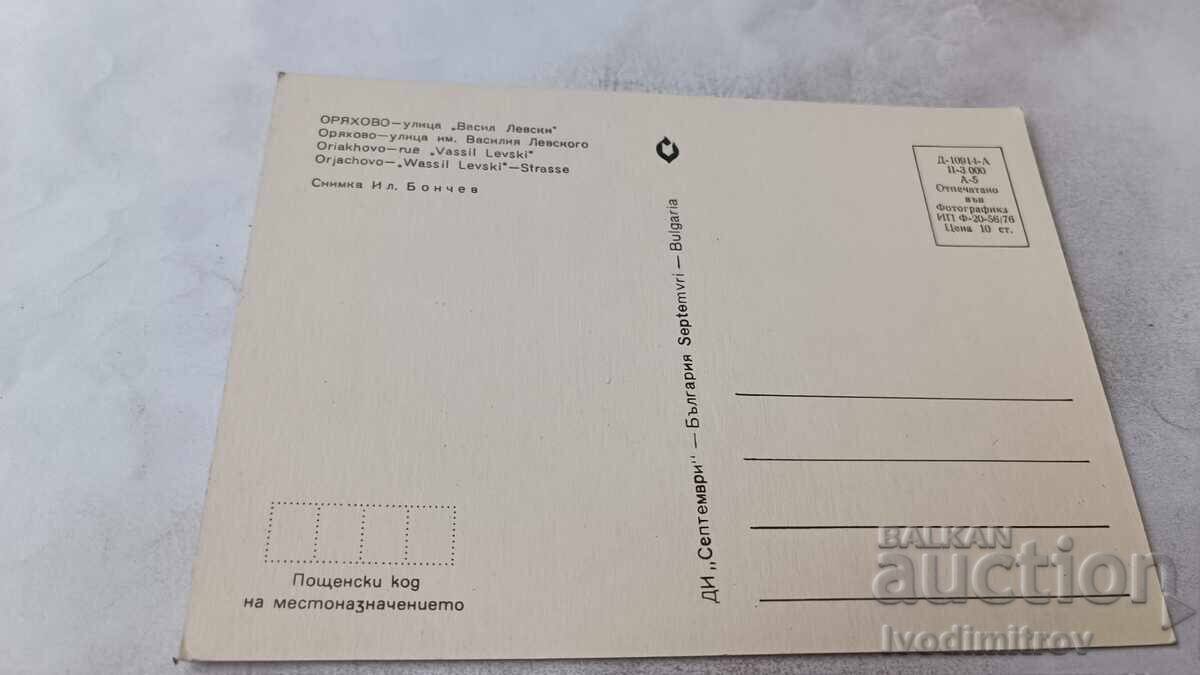 ОРЯХОВО—улица „Васил Левски"
Оряхово—улица им. Василия Левского
Oriakhovo—rue „Vassil Levski"
Orjachovo—„Wassil Levski"—Strasse
Снимка Ил. Бончев
Пощенски код
на местоназначението
ДИ „Септември" — България Septemvri — Bulgaria
Д-10914-А
П-3 000
А-5
Отпечатано
във
Фотографика
ИП Ф-20-56/76
Цена 10 ст.
BALKAN
auction
Ivodimitrov